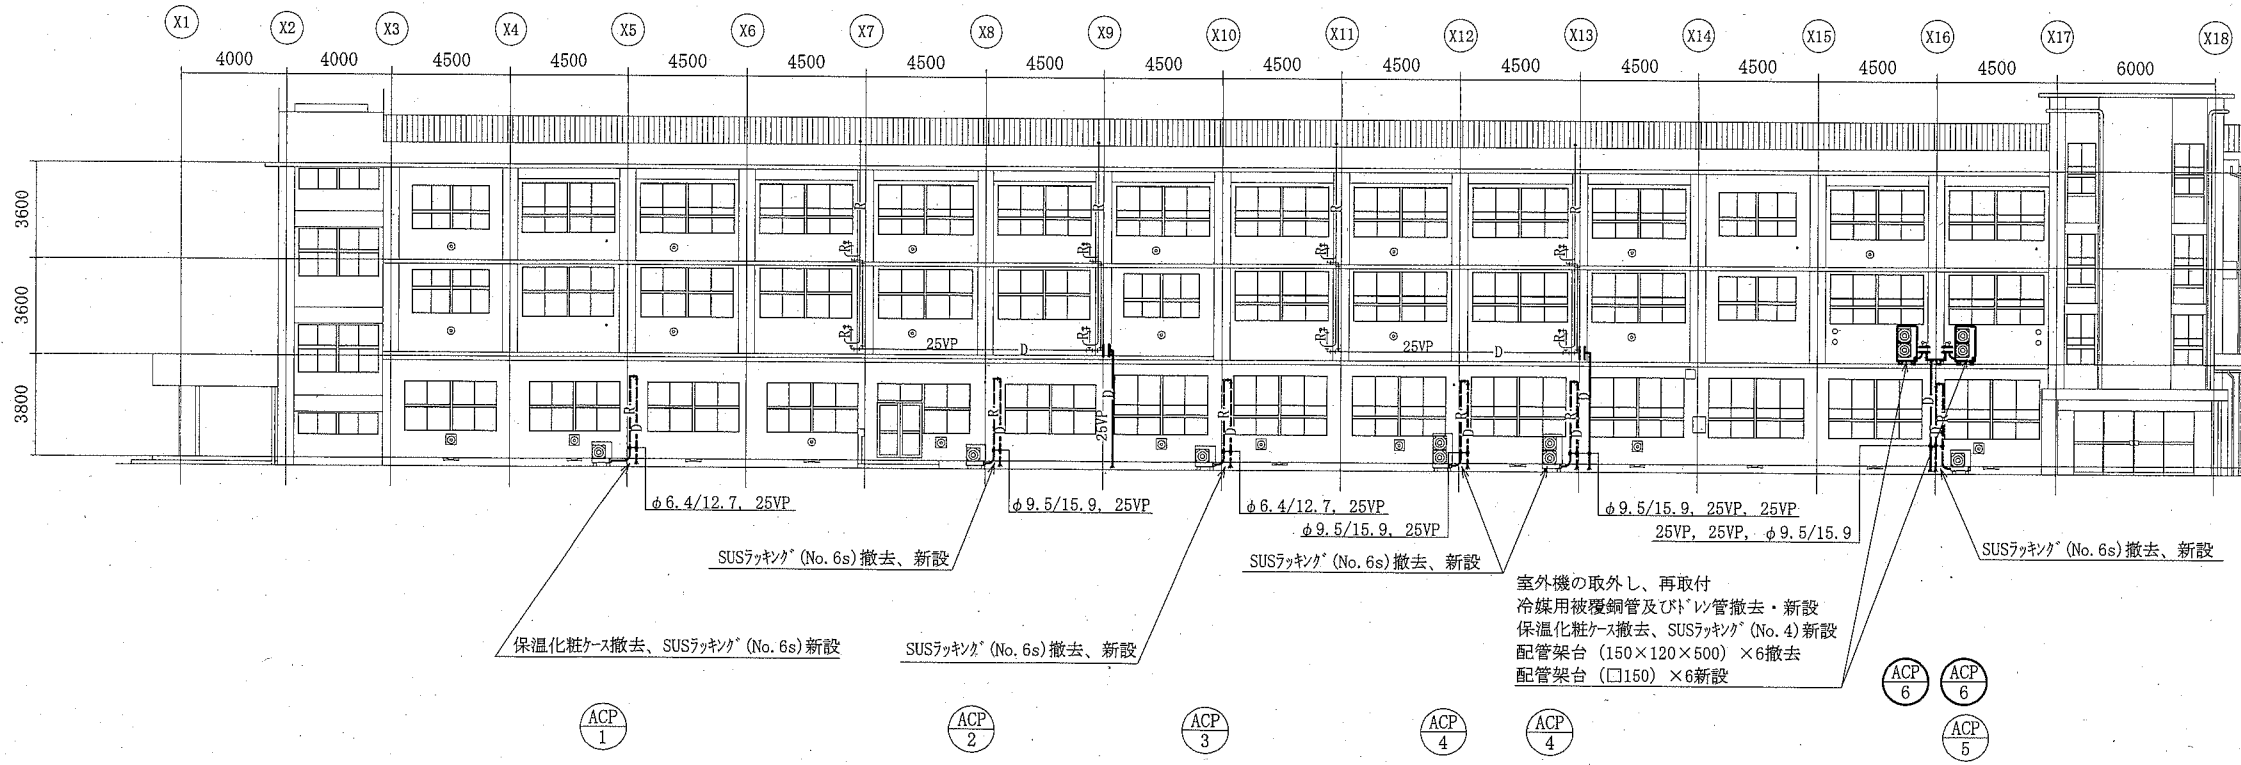 X1 X2 X3 X4 X5 X6 X7 X8 X9 X10 X11 X12 X13 X14 X15 X16 X17 X18
4000 4000 4500 4500 4500 4500 4500 4500 4500 4500 4500 4500 4500 4500 4500 4500 6000
3600
3600
3800
R R R R
R R R R
R R R R
25VP D 25VP D
R D R D 25VP D R D R D R D D D R D
φ6.4/12.7, 25VP
φ9.5/15.9, 25VP
φ6.4/12.7, 25VP
φ9.5/15.9, 25VP
φ9.5/15.9, 25VP, 25VP
25VP, 25VP, φ9.5/15.9
SUSラッキング(No.6s)撤去、新設
SUSラッキング(No.6s)撤去、新設
SUSラッキング(No.6s)撤去、新設
保温化粧ケース撤去、SUSラッキング(No.6s)新設
SUSラッキング(No.6s)撤去、新設
室外機の取外し、再取付
冷媒用被覆銅管及びドレン管撤去・新設
保温化粧ケース撤去、SUSラッキング(No.4)新設
配管架台 (150×120×500) ×6撤去
配管架台 (□150) ×6新設
ACP 6
ACP 6
ACP 1
ACP 2
ACP 3
ACP 4
ACP 4
ACP 5